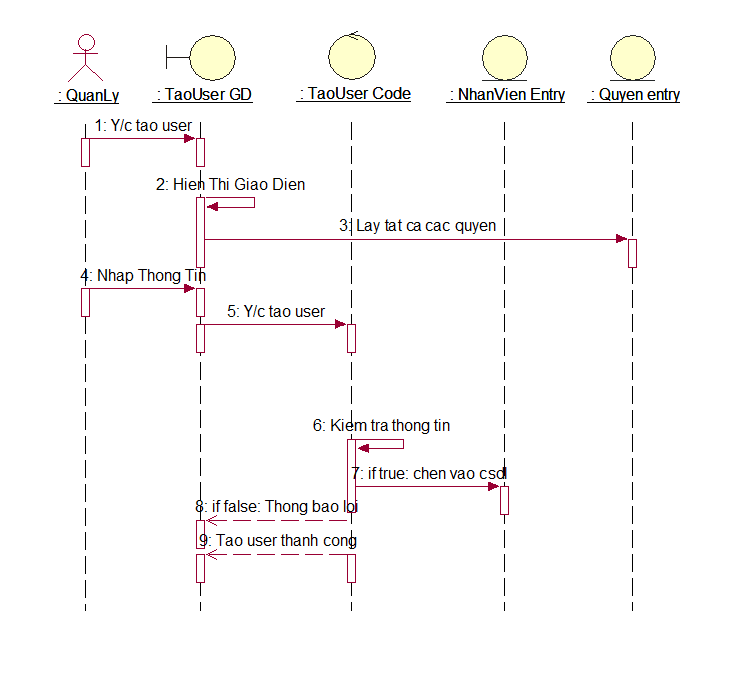 : QuanLy
: TaoUser GD
: TaoUser Code
: NhanVien Entry
: Quyen entry
1: Y/c tao user
2: Hien Thi Giao Dien
3: Lay tat ca cac quyen
4: Nhap Thong Tin
5: Y/c tao user
6: Kiem tra thong tin
7: if true: chen vao csdl
8: if false: Thong bao loi
9: Tao user thanh cong